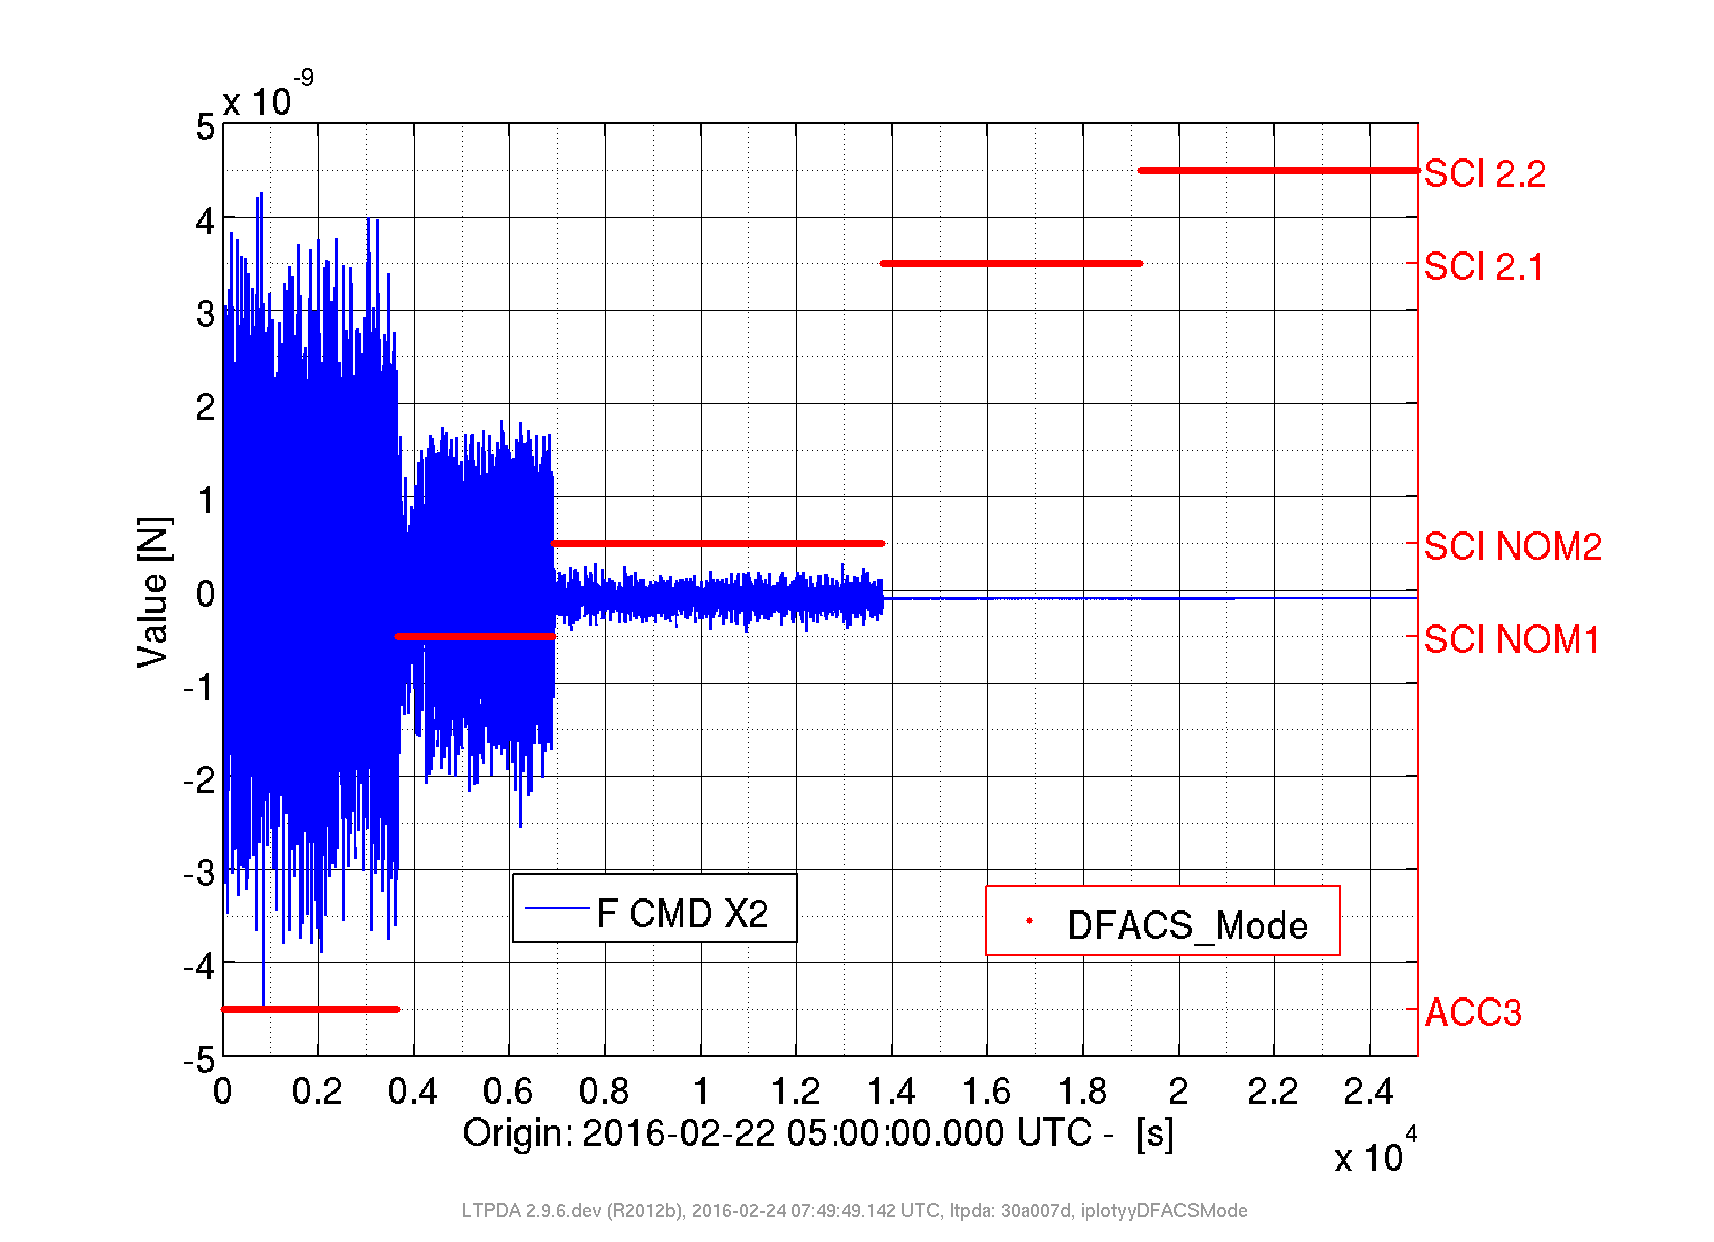 x 10^-9
5
4
3
2
1
0
-1
-2
-3
-4
-5
Value [N]
SCI 2.2
SCI 2.1
SCI NOM2
SCI NOM1
ACC3
F CMD X2
DFACS_Mode
0 0.2 0.4 0.6 0.8 1 1.2 1.4 1.6 1.8 2 2.2 2.4
Origin: 2016-02-22 05:00:00.000 UTC - [s]
x 10^4
LTPDA 2.9.6.dev (R2012b), 2016-02-24 07:49:49.142 UTC, ltpda: 30a007d, iplotyyDFACSMode